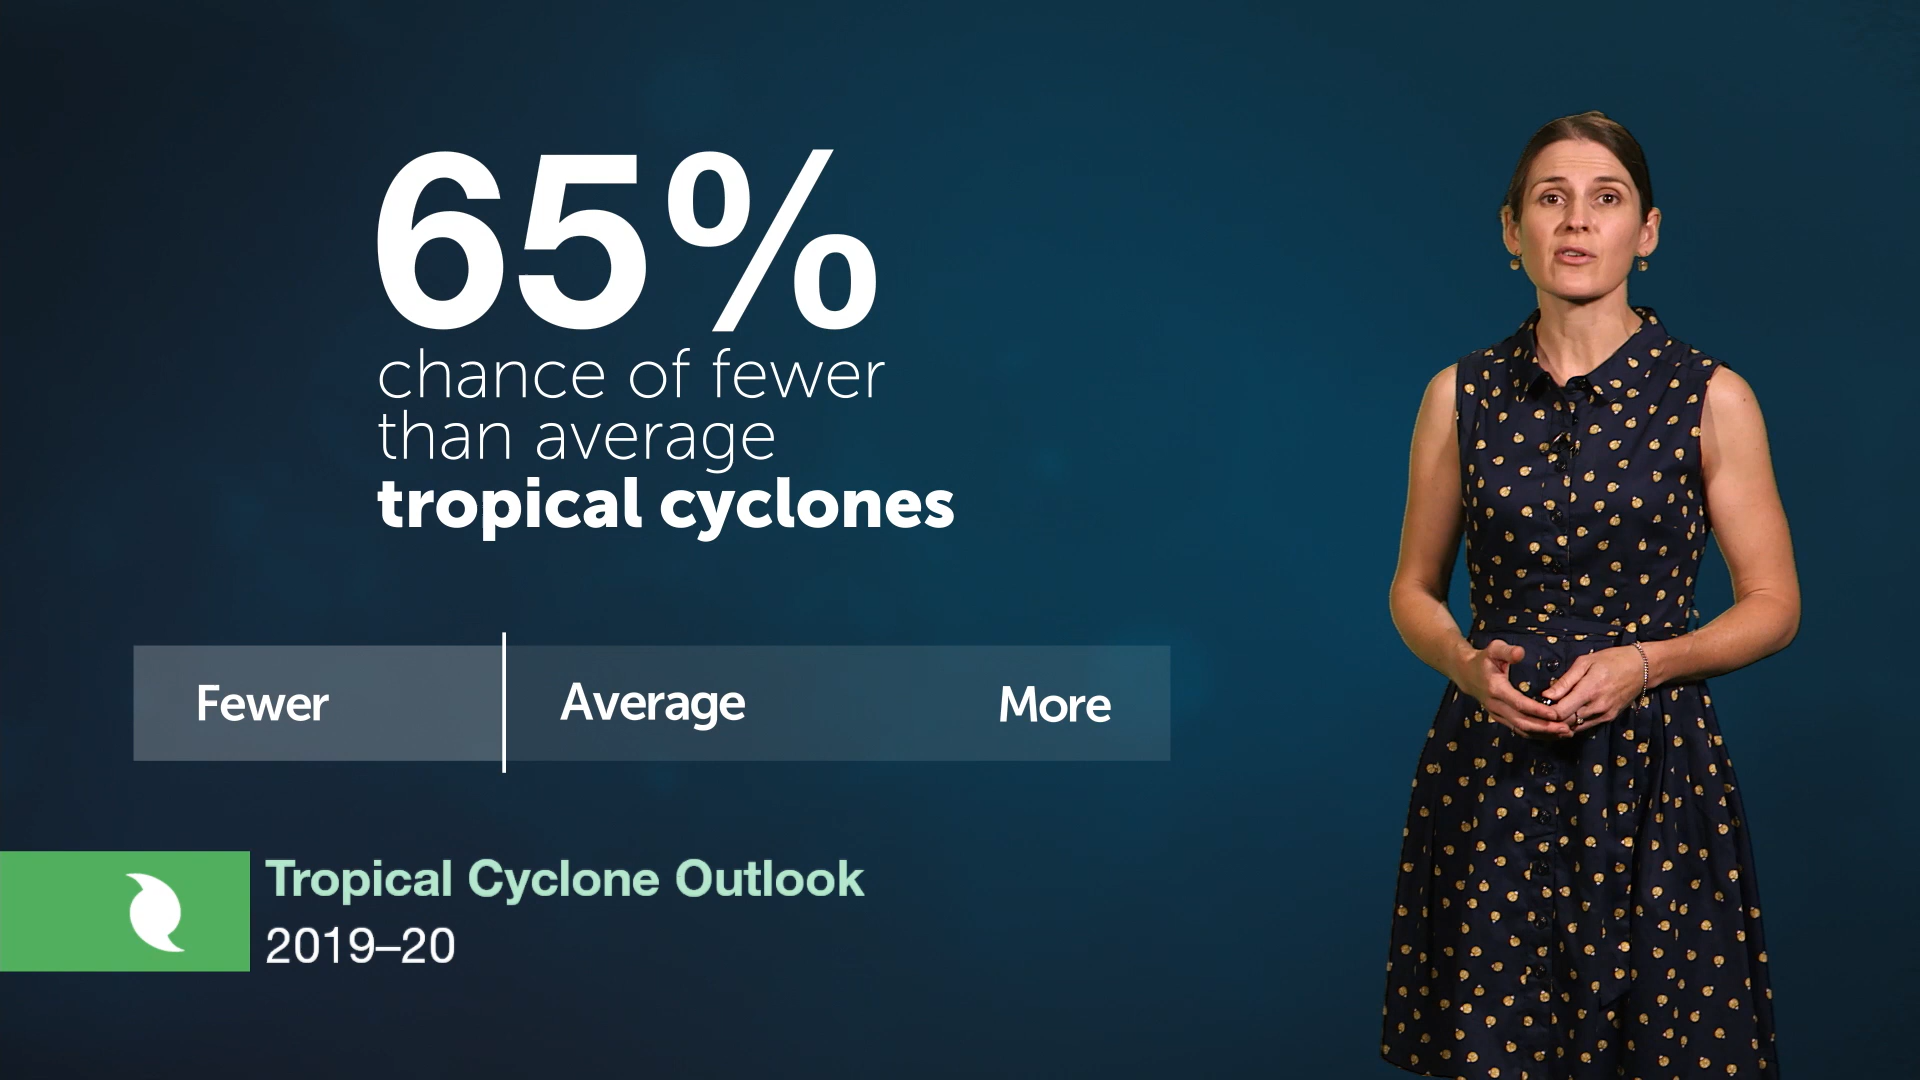 65%
chance of fewer
than average
tropical cyclones
Fewer Average More
Tropical Cyclone Outlook
2019–20